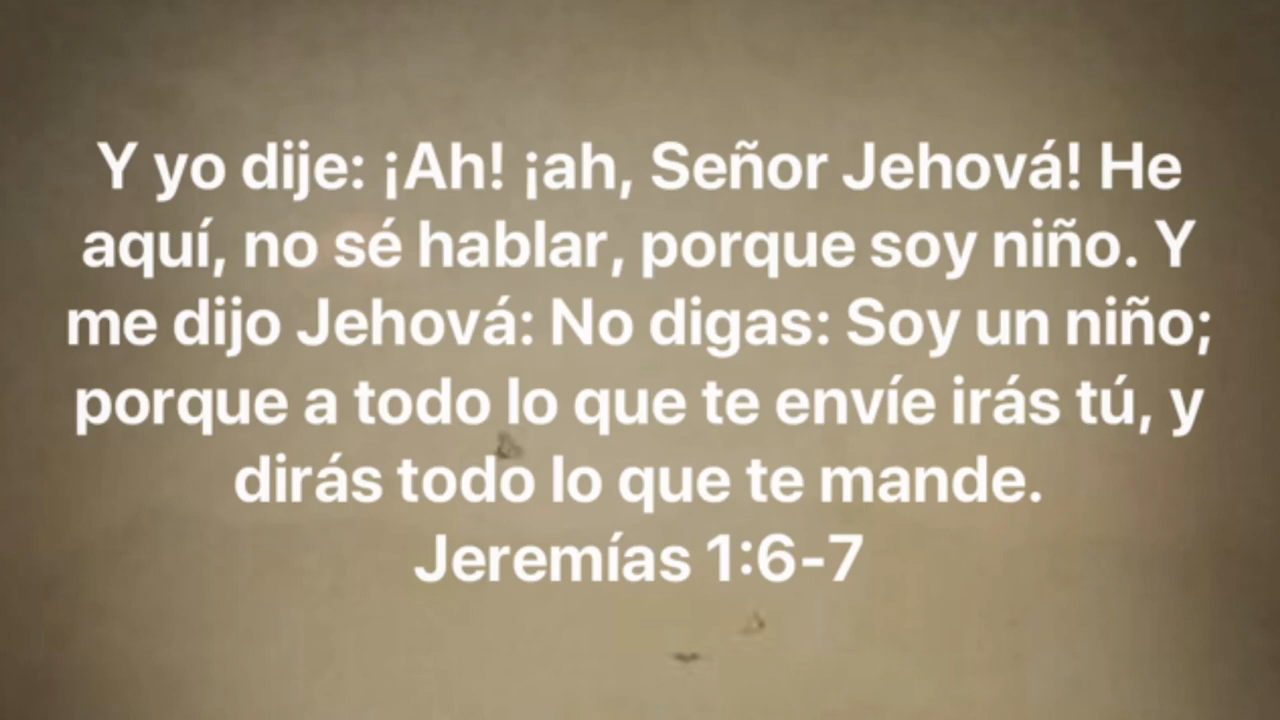 Y yo dije: ¡Ah! ¡ah, Señor Jehová! He
aquí, no sé hablar, porque soy niño. Y
me dijo Jehová: No digas: Soy un niño;
porque a todo lo que te envíe irás tú, y
dirás todo lo que te mande.
Jeremías 1:6-7